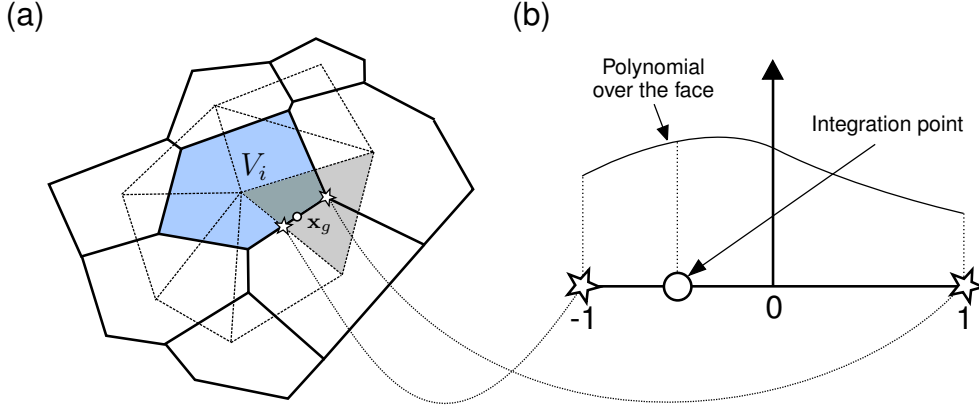 (a)
(b)
V_i
x_g
Polynomial
over the face
Integration point
-1
0
1